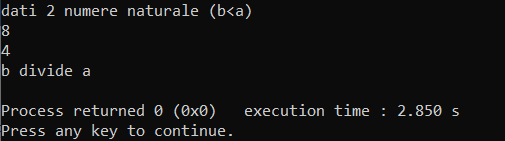 dati 2 numere naturale (b<a)
8
4
b divide a
Process returned 0 (0x0)   execution time : 2.850 s
Press any key to continue.